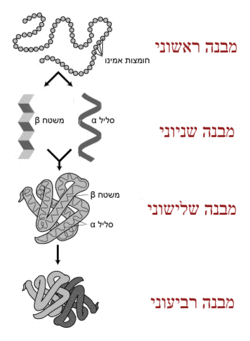 מבנה ראשוני
חומצות אמינו
מבנה שניוני
סליל α
משטח β
מבנה שלישוני
משטח β
סליל α
מבנה רביעוני